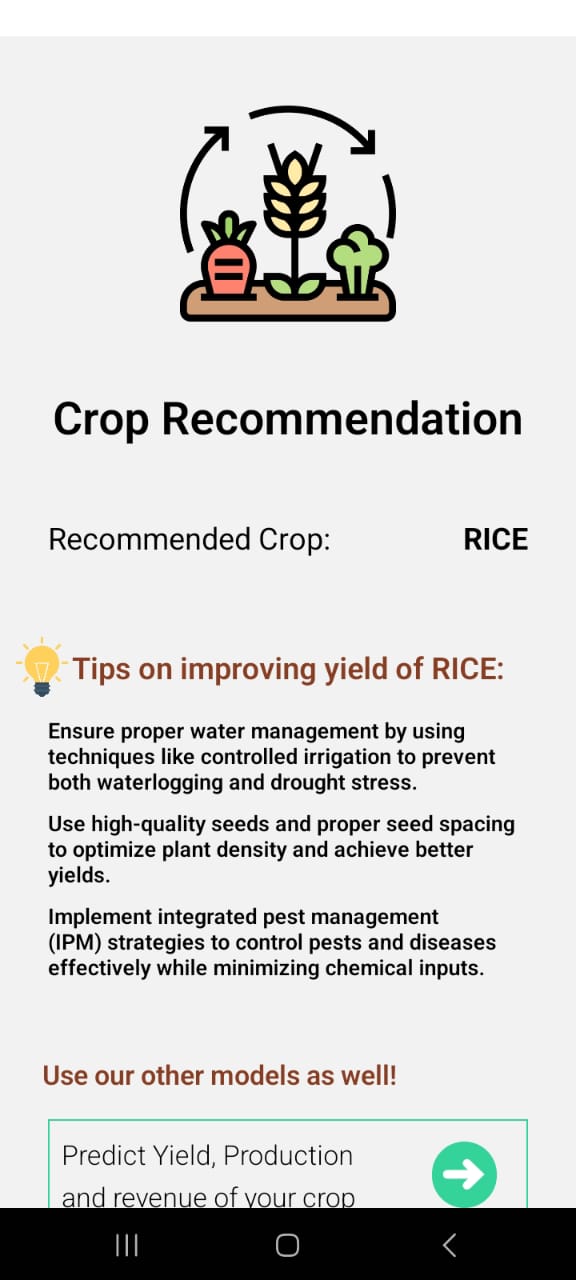 Crop Recommendation
Recommended Crop: RICE
Tips on improving yield of RICE:
Ensure proper water management by using
techniques like controlled irrigation to prevent
both waterlogging and drought stress.
Use high-quality seeds and proper seed spacing
to optimize plant density and achieve better
yields.
Implement integrated pest management
(IPM) strategies to control pests and diseases
effectively while minimizing chemical inputs.
Use our other models as well!
Predict Yield, Production
and revenue of your crop